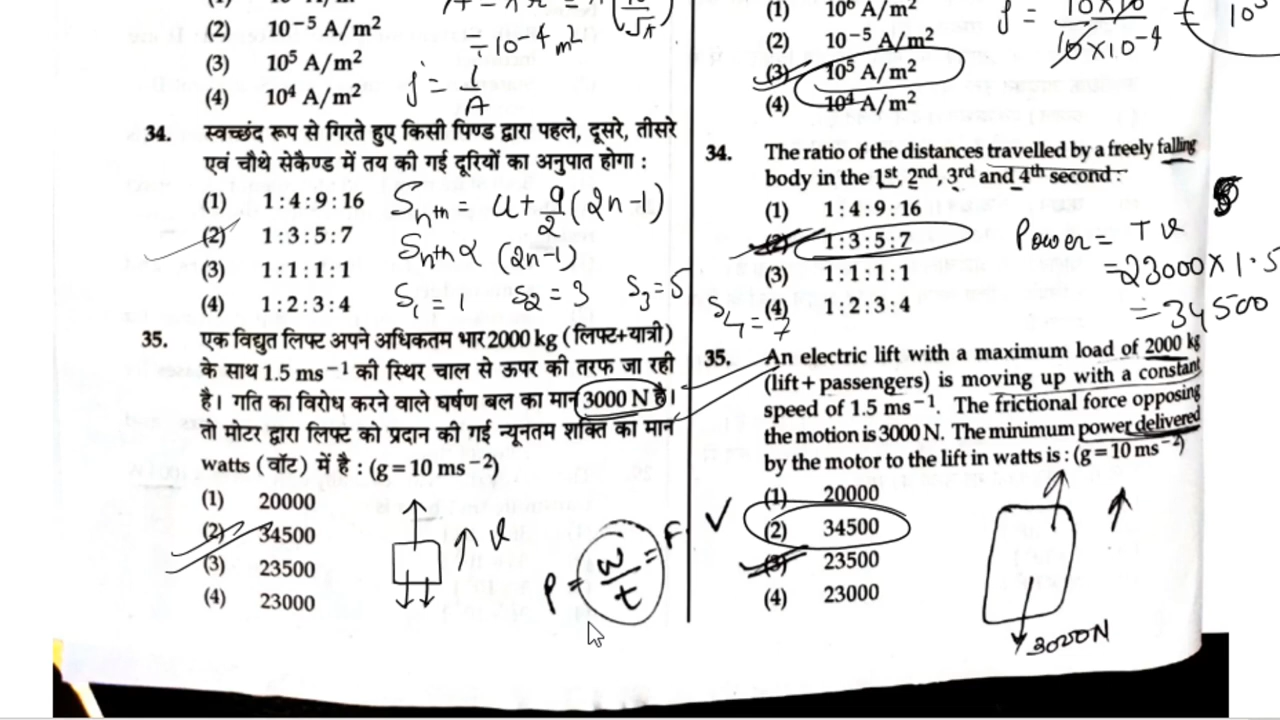 (2) 10⁻⁵ A/m²
(3) 10⁵ A/m²
(4) 10⁴ A/m²
= 10⁻⁴ m²
j = i/A
34. स्वच्छंद रूप से गिरते हुए किसी पिण्ड द्वारा पहले, दूसरे, तीसरे
एवं चौथे सेकैण्ड में तय की गई दूरियों का अनुपात होगा :
(1) 1 : 4 : 9 : 16
(2) 1 : 3 : 5 : 7
(3) 1 : 1 : 1 : 1
(4) 1 : 2 : 3 : 4
Sₙth = u + a/2 (2n-1)
Sₙth ∝ (2n-1)
S₁ = 1 S₂ = 3 S₃ = 5
S₄ = 7
35. एक विद्युत लिफ्ट अपने अधिकतम भार 2000 kg (लिफ्ट+यात्री)
के साथ 1.5 ms⁻¹ की स्थिर चाल से ऊपर की तरफ जा रही
है। गति का विरोध करने वाले घर्षण बल का मान 3000 N है।
तो मोटर द्वारा लिफ्ट को प्रदान की गई न्यूनतम शक्ति का मान
watts (वॉट) में है : (g = 10 ms⁻²)
(1) 20000
(2) 34500
(3) 23500
(4) 23000
v
P = W/t = F. V
(1) 10⁶ A/m²
(2) 10⁻⁵ A/m²
(3) 10⁵ A/m²
(4) 10⁴ A/m²
34. The ratio of the distances travelled by a freely falling
body in the 1st, 2nd, 3rd and 4th second :
(1) 1 : 4 : 9 : 16
(2) 1 : 3 : 5 : 7
(3) 1 : 1 : 1 : 1
(4) 1 : 2 : 3 : 4
Power = T v
= 23000 × 1.5
= 34500
35. An electric lift with a maximum load of 2000 kg
(lift + passengers) is moving up with a constant
speed of 1.5 ms⁻¹. The frictional force opposing
the motion is 3000 N. The minimum power delivered
by the motor to the lift in watts is : (g = 10 ms⁻²)
(1) 20000
(2) 34500
(3) 23500
(4) 23000
3000N